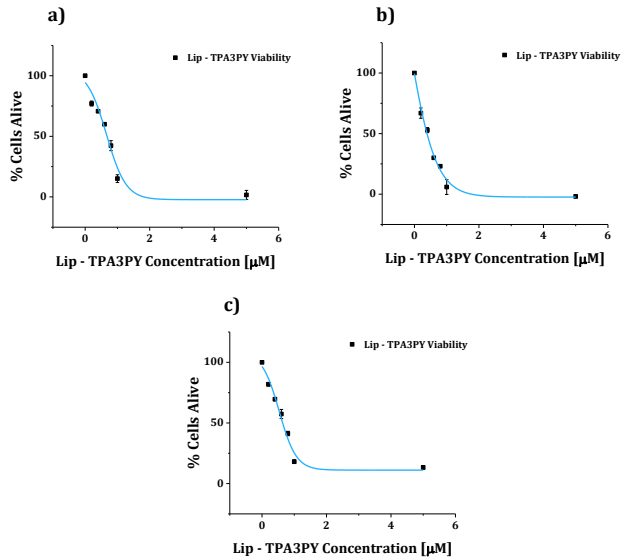 a)
Lip - TPA3PY Viability
100
50
0
% Cells Alive
0 2 4 6
Lip - TPA3PY Concentration [μM]
b)
Lip - TPA3PY Viability
100
50
0
% Cells Alive
0 2 4 6
Lip - TPA3PY Concentration [μM]
c)
Lip - TPA3PY Viability
100
50
0
% Cells Alive
0 2 4 6
Lip - TPA3PY Concentration [μM]